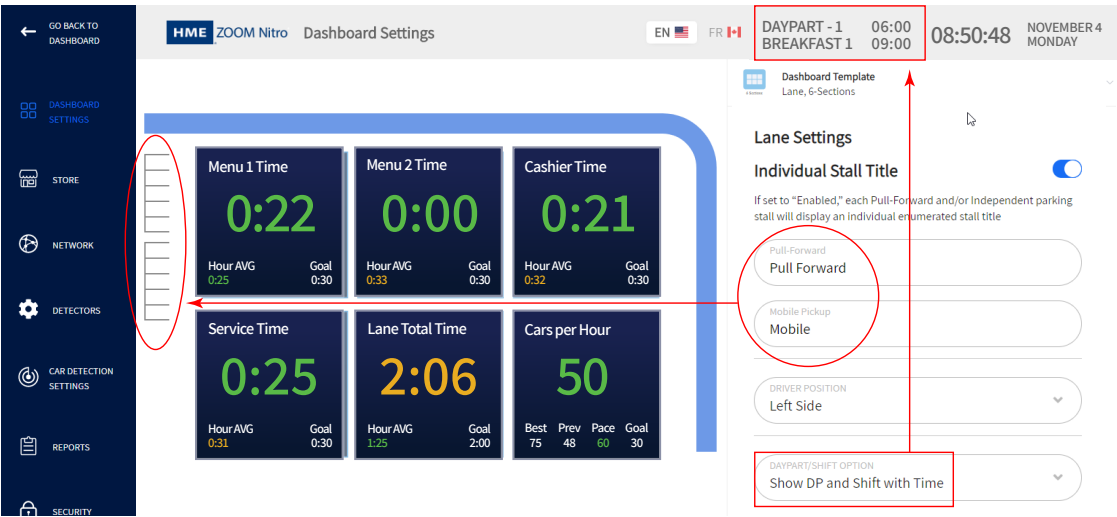 GO BACK TO
DASHBOARD
HME ZOOM Nitro Dashboard Settings
EN FR
DAYPART - 1 06:00
BREAKFAST 1 09:00
08:50:48
NOVEMBER 4
MONDAY
DASHBOARD
SETTINGS
STORE
NETWORK
DETECTORS
CAR DETECTION
SETTINGS
REPORTS
SECURITY
Menu 1 Time
0:22
Hour AVG Goal
0:25 0:30
Menu 2 Time
0:00
Hour AVG Goal
0:33 0:30
Cashier Time
0:21
Hour AVG Goal
0:32 0:30
Service Time
0:25
Hour AVG Goal
0:31 0:30
Lane Total Time
2:06
Hour AVG Goal
1:25 2:00
Cars per Hour
50
Best Prev Pace Goal
75 48 60 30
Dashboard Template
Lane, 6-Sections
Lane Settings
Individual Stall Title
If set to “Enabled,” each Pull-Forward and/or Independent parking
stall will display an individual enumerated stall title
Pull-Forward
Pull Forward
Mobile Pickup
Mobile
DRIVER POSITION
Left Side
DAYPART/SHIFT OPTION
Show DP and Shift with Time